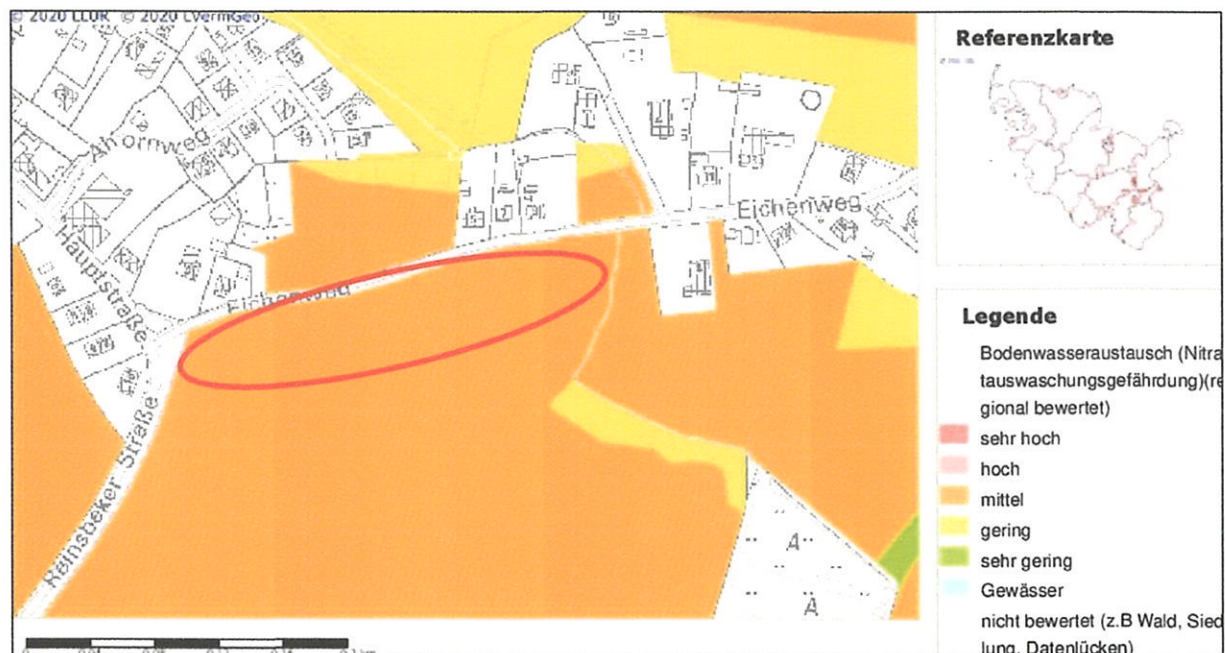 © 2020 LLUR © 2020 LVermGeo
Ahornweg
Hauptstraße
Eichenweg
Eichenweg
Reinsbeker Straße
A
A
Referenzkarte
Legende
Bodenwasseraustausch (Nitra
tauswaschungsgefährdung)(re
gional bewertet)
sehr hoch
hoch
mittel
gering
sehr gering
Gewässer
nicht bewertet (z.B Wald, Sied
lung, Datenlücken)